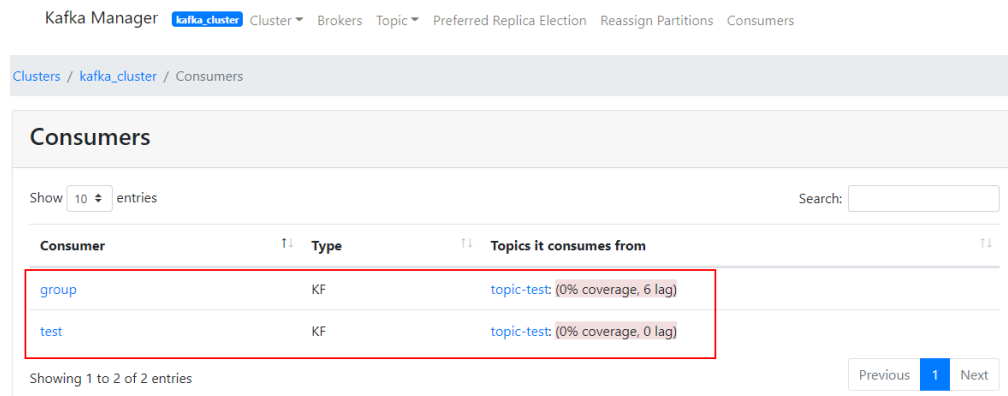 Kafka Manager kafka_cluster Cluster Brokers Topic Preferred Replica Election Reassign Partitions Consumers
Clusters / kafka_cluster / Consumers
Consumers
Show 10 entries Search:
Consumer Type Topics it consumes from
group KF topic-test: (0% coverage, 6 lag)
test KF topic-test: (0% coverage, 0 lag)
Showing 1 to 2 of 2 entries Previous 1 Next